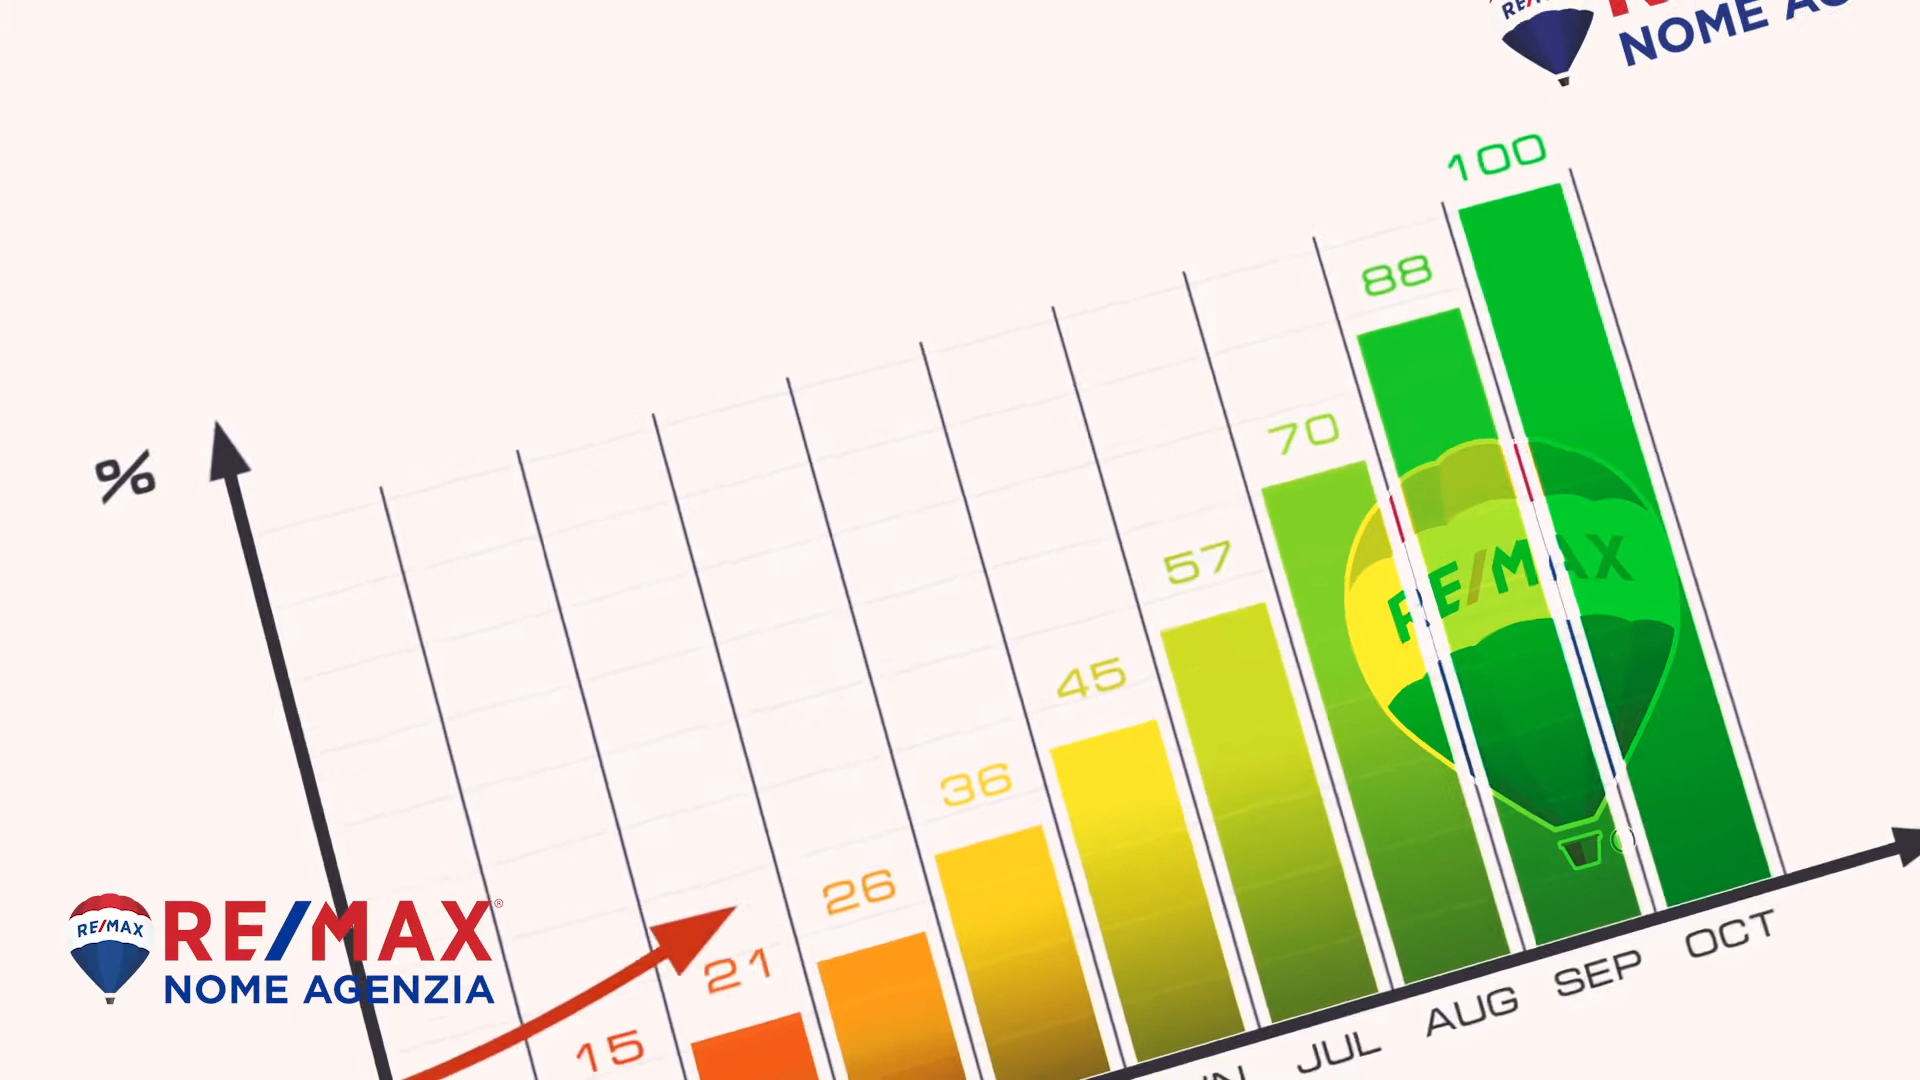 RE/MAX
NOME
100
88
70
57
45
36
26
21
15
%
RE/MAX
RE/MAX
RE/MAX®
NOME AGENZIA
JUL
AUG
SEP
OCT